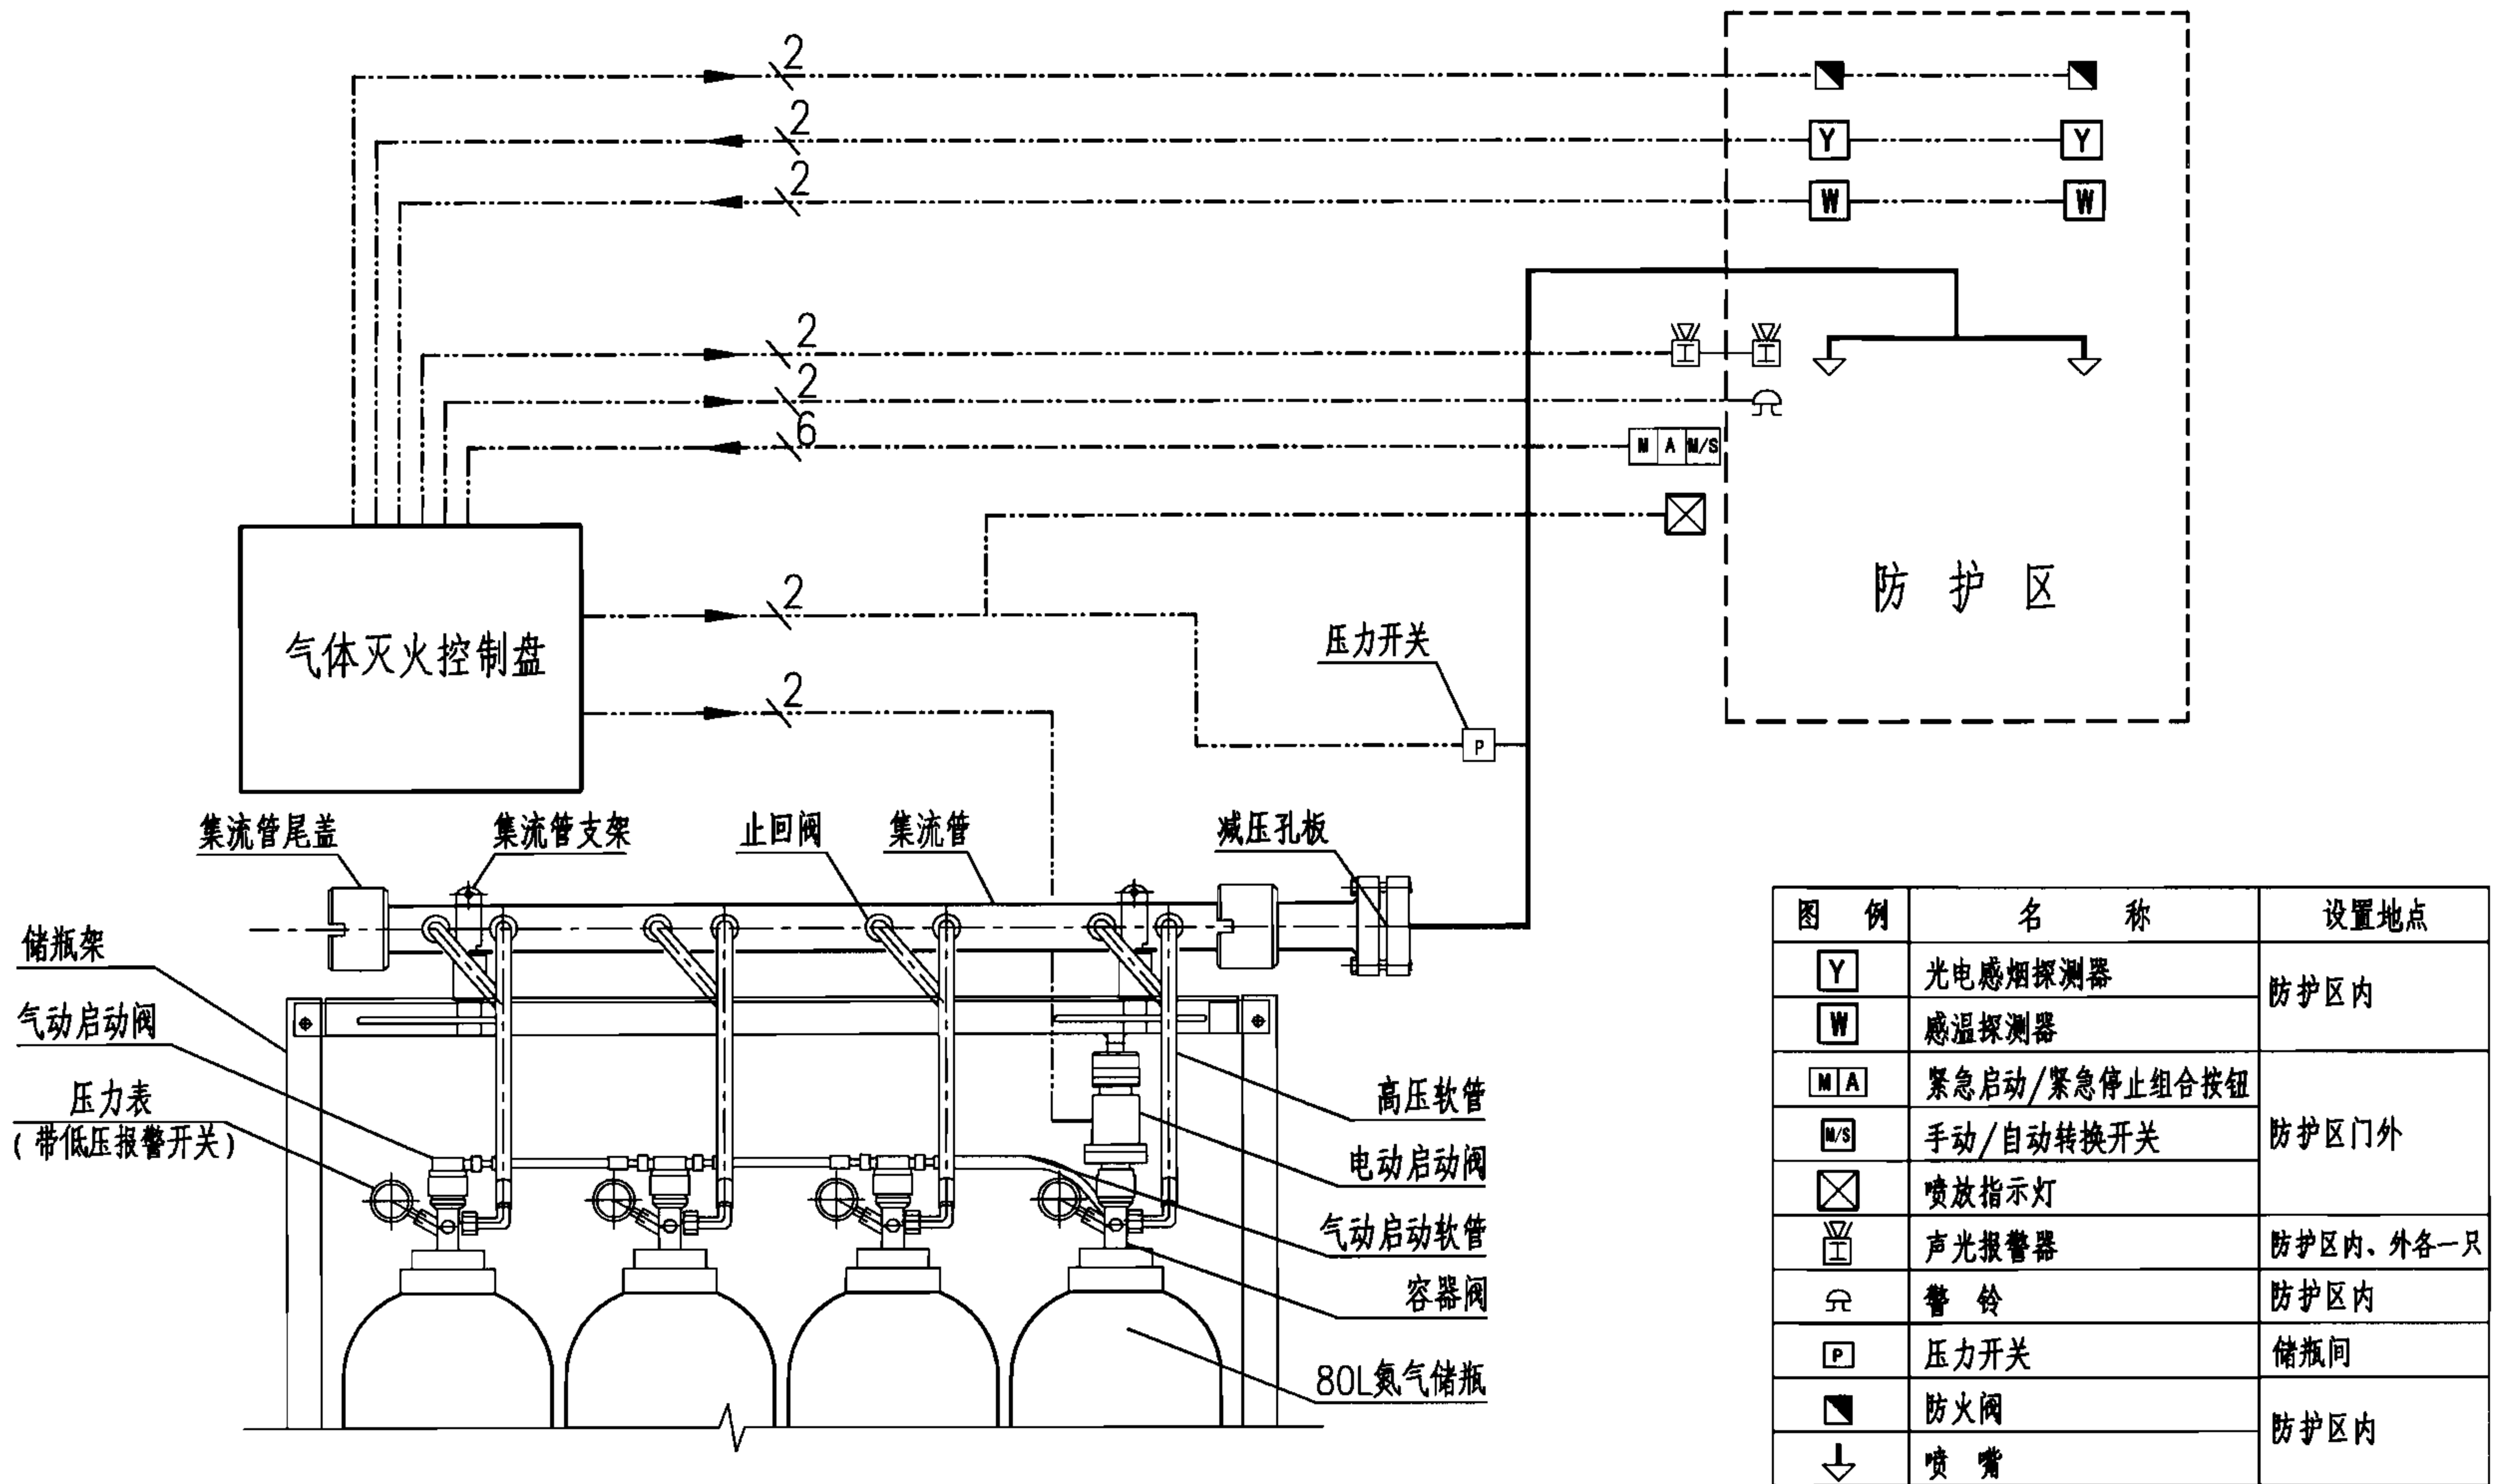 2
2
Y
Y
2
W
W
2
2
6
M A M/S
防护区
2
气体灭火控制盘
压力开关
2
P
集流管尾盖
集流管支架
止回阀
集流管
减压孔板
储瓶架
气动启动阀
压力表
(带低压报警开关)
高压软管
电动启动阀
气动启动软管
容器阀
80L氮气储瓶
图例 名称 设置地点
Y 光电感烟探测器 防护区内
W 感温探测器
M A 紧急启动/紧急停止组合按钮 防护区门外
M/S 手动/自动转换开关
喷放指示灯
声光报警器 防护区内、外各一只
警铃 防护区内
P 压力开关 储瓶间
防火阀 防护区内
喷嘴